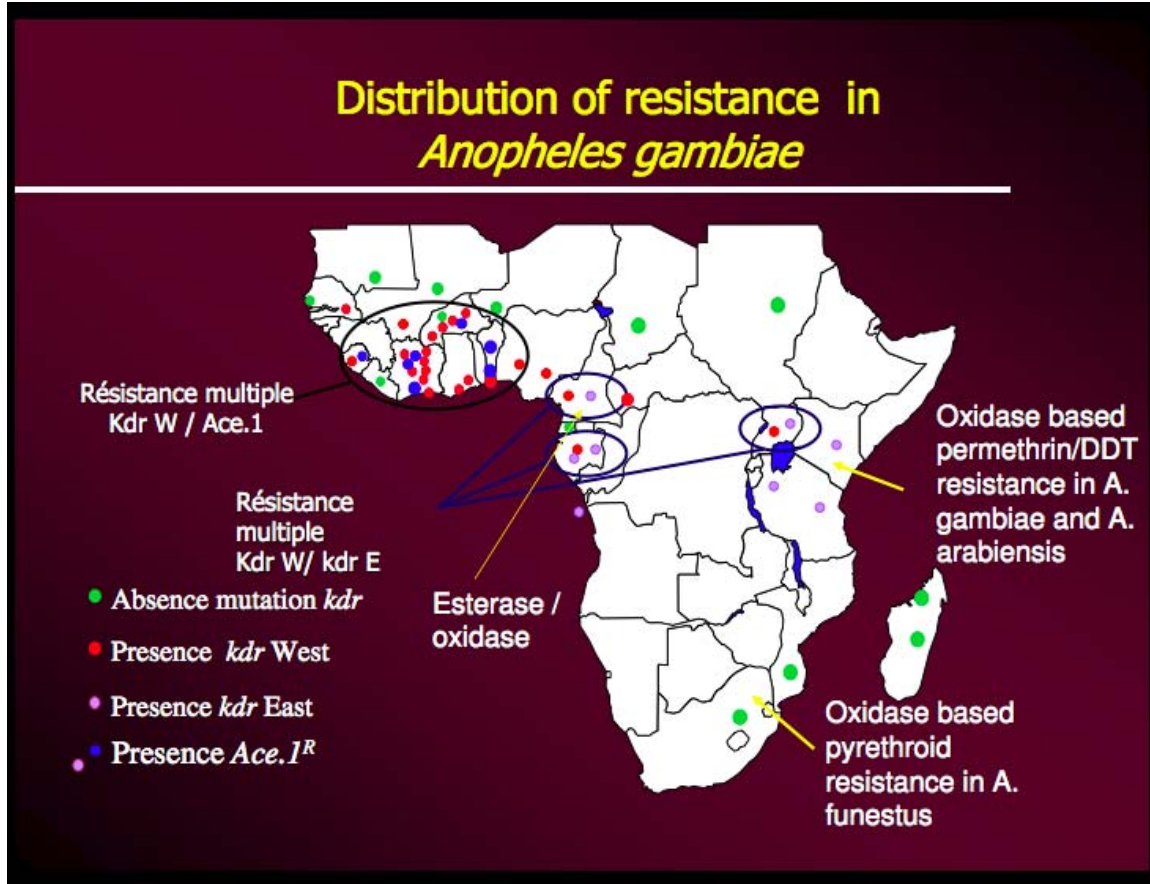 Distribution of resistance in
Anopheles gambiae
Résistance multiple
Kdr W / Ace.1
Résistance
multiple
Kdr W/ kdr E
Esterase /
oxidase
Oxidase based
permethrin/DDT
resistance in A.
gambiae and A.
arabiensis
Oxidase based
pyrethroid
resistance in A.
funestus
Absence mutation kdr
Presence kdr West
Presence kdr East
Presence Ace.1R